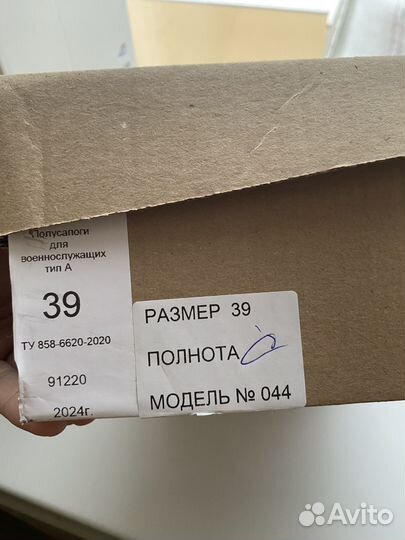 Полусапоги
для
военнослужащих
тип А
39
ТУ 858-6620-2020
91220
2024г.
РАЗМЕР 39
ПОЛНОТА
МОДЕЛЬ № 044
Avito